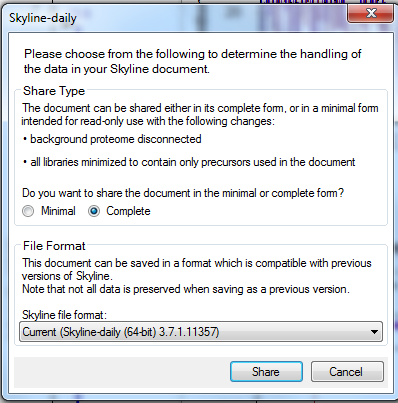 Skyline-daily
Please choose from the following to determine the handling of
the data in your Skyline document.
Share Type
The document can be shared either in its complete form, or in a minimal form
intended for read-only use with the following changes:
• background proteome disconnected
• all libraries minimized to contain only precursors used in the document
Do you want to share the document in the minimal or complete form?
Minimal Complete
File Format
This document can be saved in a format which is compatible with previous
versions of Skyline.
Note that not all data is preserved when saving as a previous version.
Skyline file format:
Current (Skyline-daily (64-bit) 3.7.1.11357)
Share Cancel